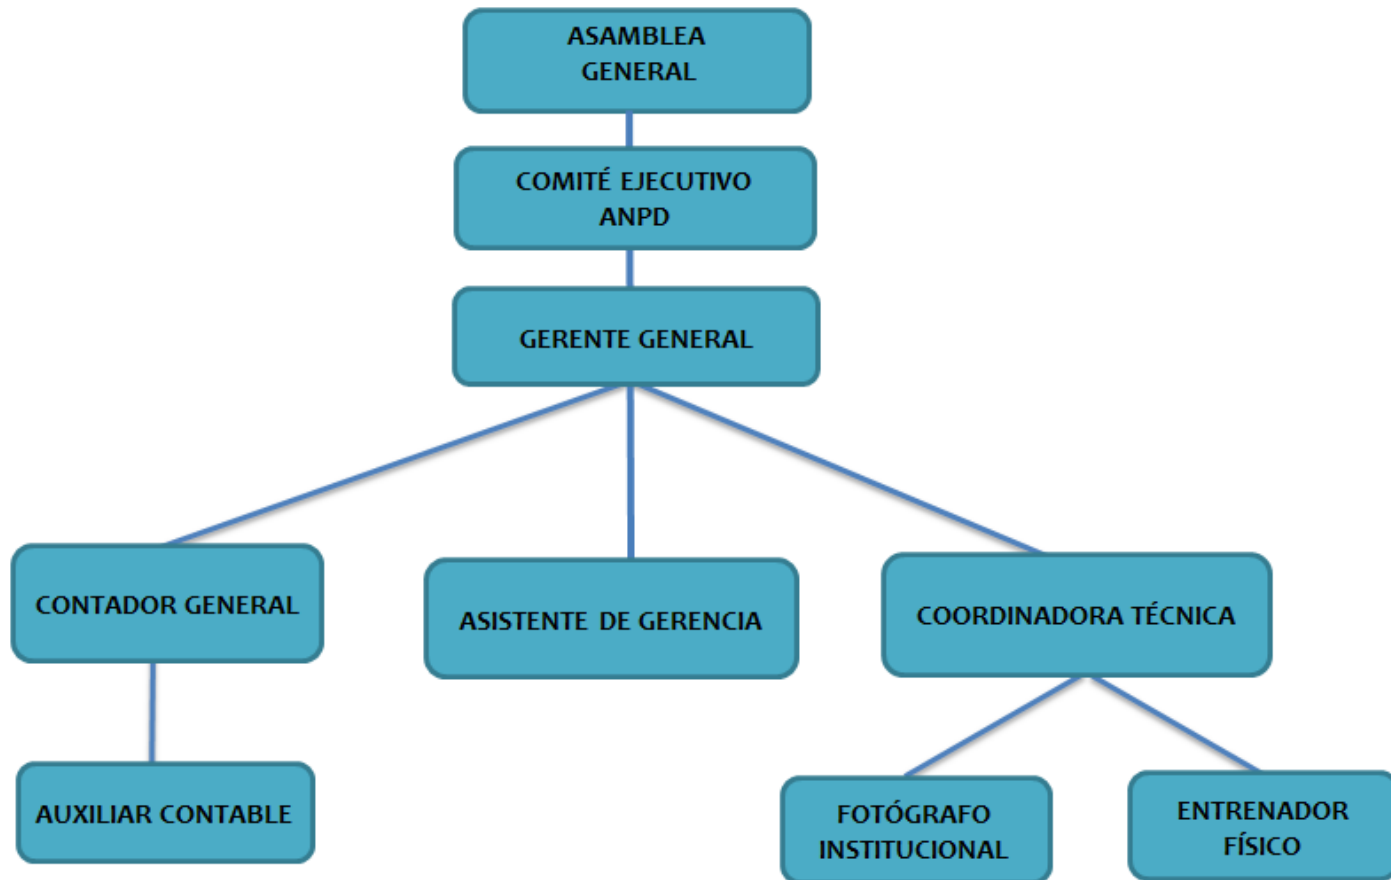 ASAMBLEA
GENERAL
COMITÉ EJECUTIVO
ANPD
GERENTE GENERAL
CONTADOR GENERAL
ASISTENTE DE GERENCIA
COORDINADORA TÉCNICA
AUXILIAR CONTABLE
FOTÓGRAFO
INSTITUCIONAL
ENTRENADOR
FÍSICO